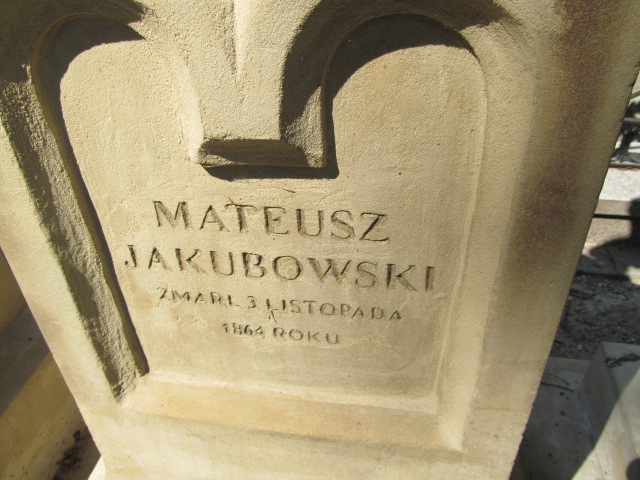 MATEUSZ
JAKUBOWSKI
ZMARŁ 3 LISTOPADA
1864 ROKU